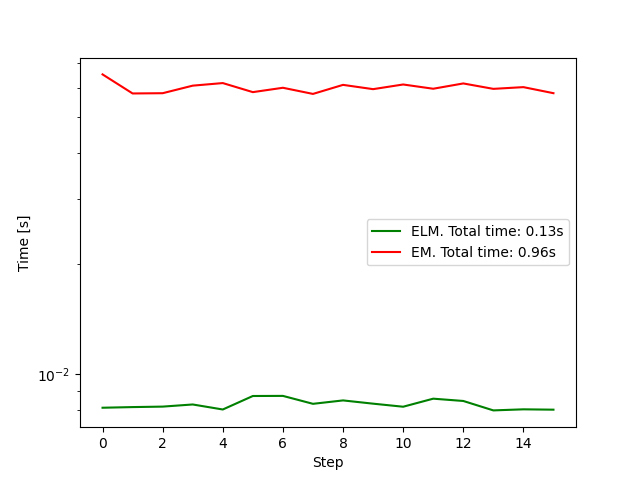 Time [s]
10⁻²
ELM. Total time: 0.13s
EM. Total time: 0.96s
0 2 4 6 8 10 12 14
Step